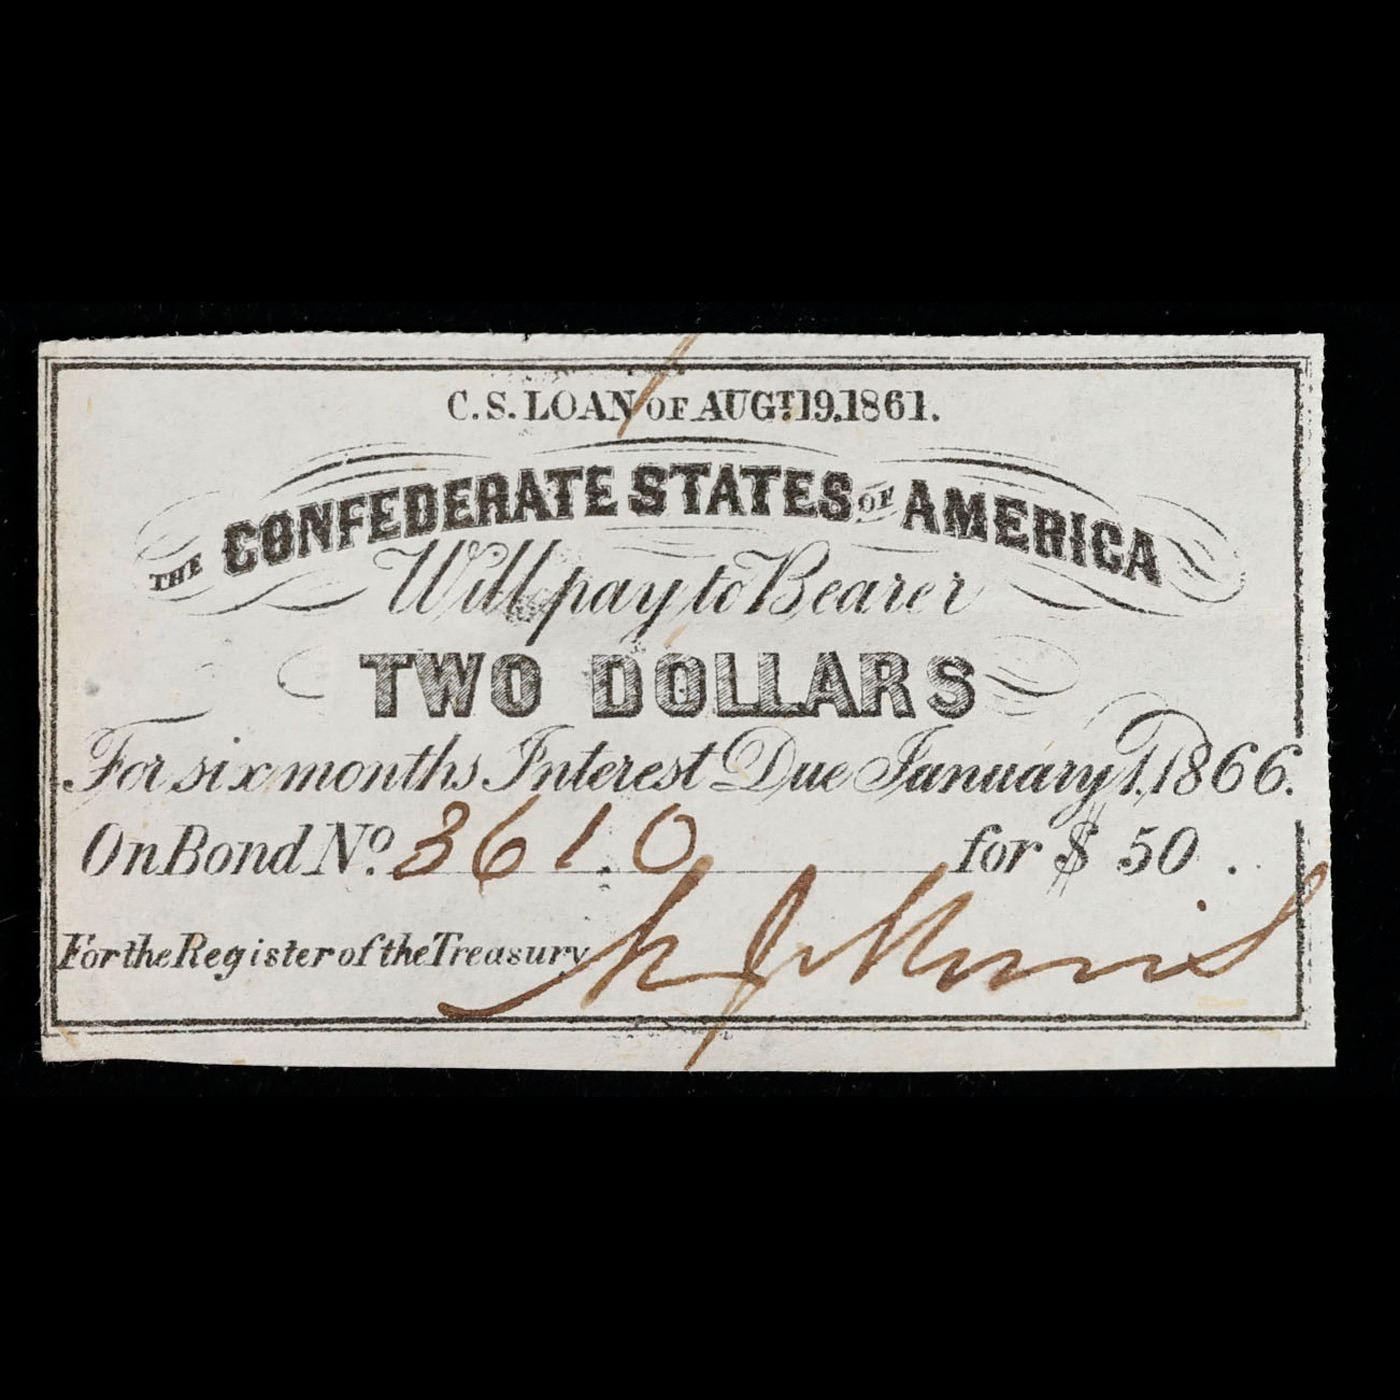 C.S. LOAN OF AUGT. 19. 1861.
THE CONFEDERATE STATES OF AMERICA
Will pay to Bearer
TWO DOLLARS
For six months Interest Due January 1, 1866.
On Bond No. 3610 for $ 50.
For the Register of the Treasury